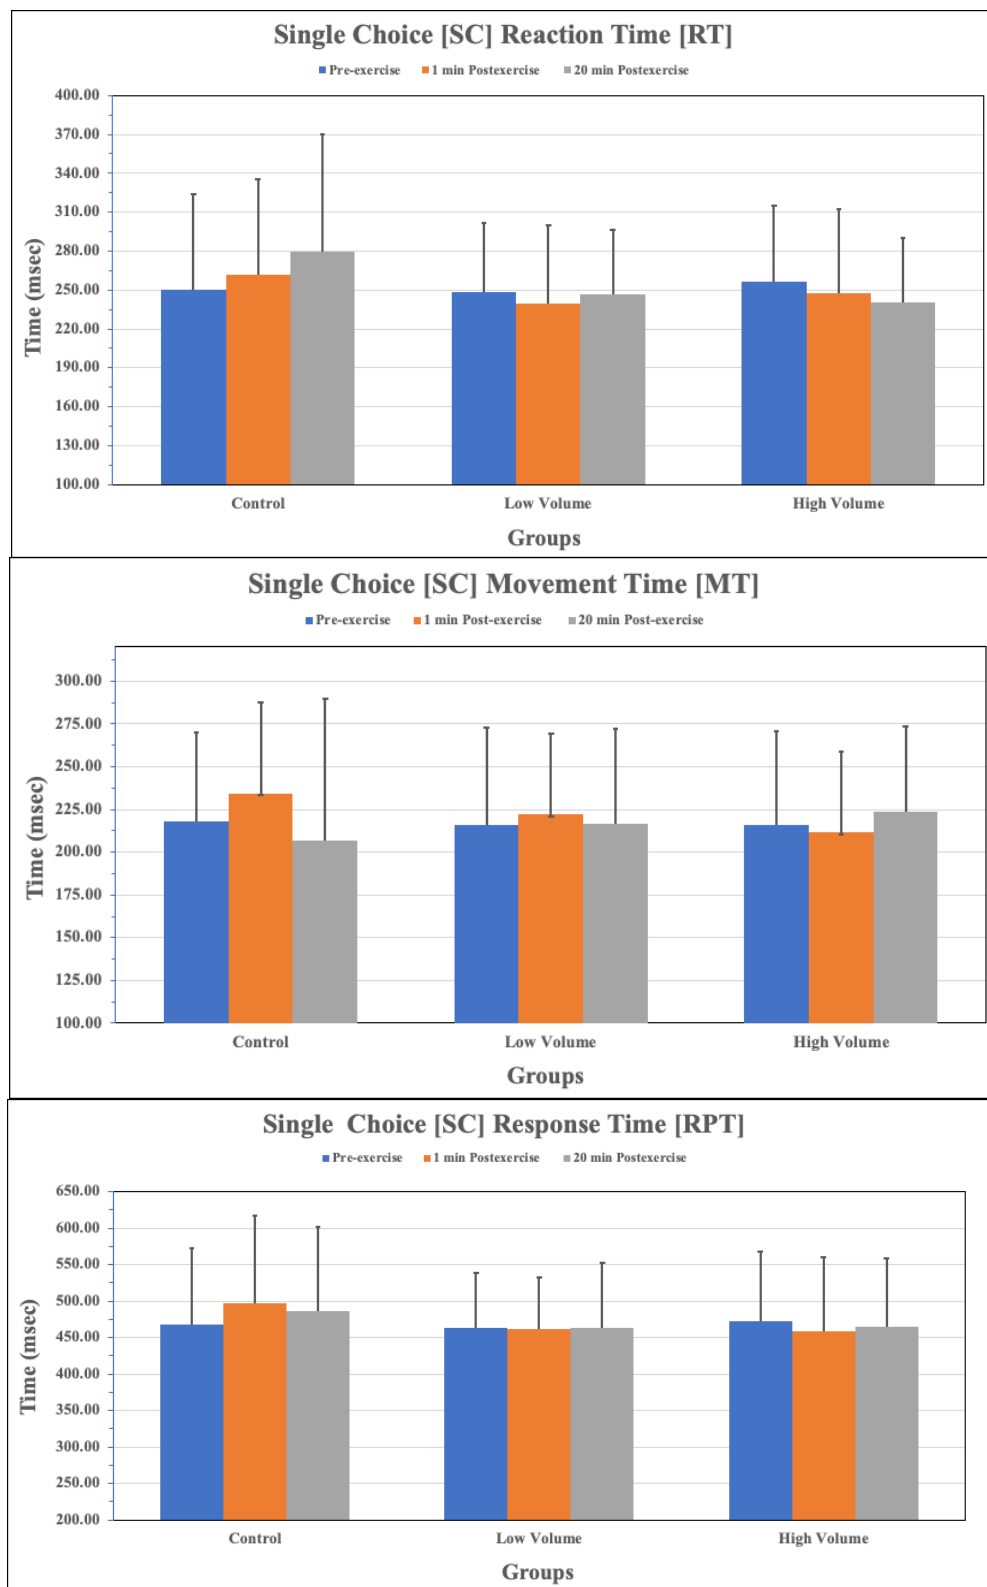 Single Choice [SC] Reaction Time [RT]
Pre-exercise 1 min Postexercise 20 min Postexercise
400.00
370.00
340.00
310.00
280.00
250.00
220.00
190.00
160.00
130.00
100.00
Time (msec)
Control Low Volume High Volume
Groups
Single Choice [SC] Movement Time [MT]
Pre-exercise 1 min Post-exercise 20 min Post-exercise
300.00
275.00
250.00
225.00
200.00
175.00
150.00
125.00
100.00
Time (msec)
Control Low Volume High Volume
Groups
Single Choice [SC] Response Time [RPT]
Pre-exercise 1 min Postexercise 20 min Postexercise
650.00
600.00
550.00
500.00
450.00
400.00
350.00
300.00
250.00
200.00
Time (msec)
Control Low Volume High Volume
Groups